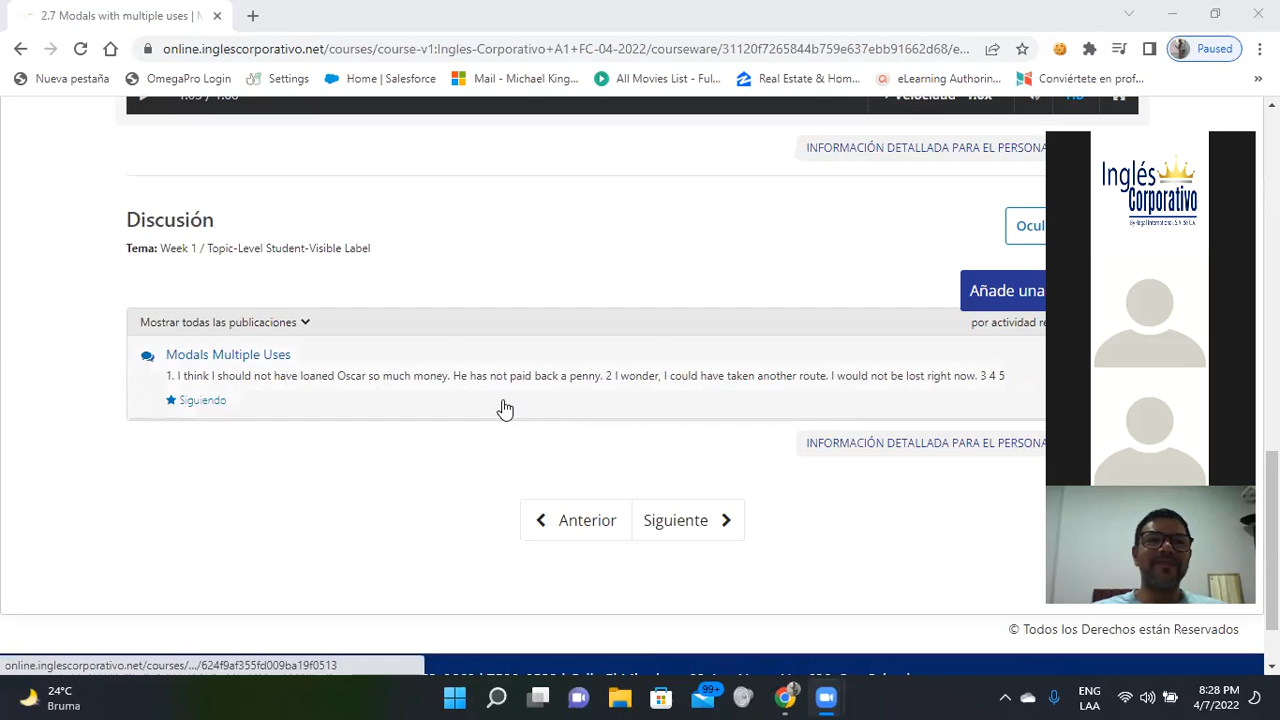 2.7 Modals with multiple uses | M
online.inglescorporativo.net/courses/course-v1:Ingles-Corporativo+A1+FC-04-2022/courseware/31120f7265844b759e637ebb91662d68/e...
Paused
Nueva pestaña
OmegaPro Login
Settings
Home | Salesforce
Mail - Michael King...
All Movies List - Ful...
Real Estate & Hom...
eLearning Authorin...
Conviértete en prof...
»
INFORMACIÓN DETALLADA PARA EL PERSONA
Inglés
Corporativo
Discusión
Ocul
Tema: Week 1 / Topic-Level Student-Visible Label
Añade una
Mostrar todas las publicaciones
por actividad re
Modals Multiple Uses
1. I think I should not have loaned Oscar so much money. He has not paid back a penny. 2 I wonder, I could have taken another route. I would not be lost right now. 3 4 5
Siguiendo
INFORMACIÓN DETALLADA PARA EL PERSONA
Anterior
Siguiente
© Todos los Derechos están Reservados
online.inglescorporativo.net/courses/.../624f9af355fd009ba19f0513
24°C
Bruma
99+
ENG
LAA
8:28 PM
4/7/2022